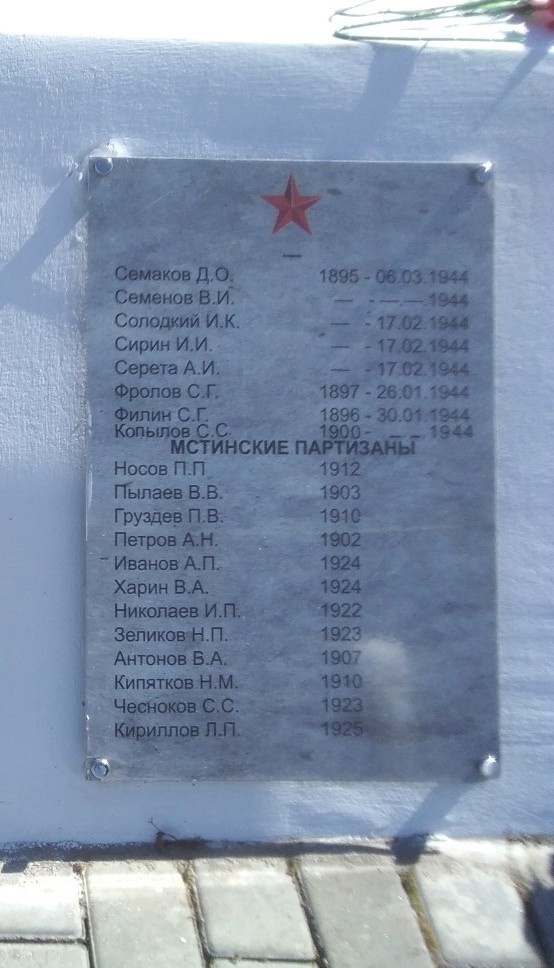 Семаков Д.О. 1895 - 06.03.1944
Семенов В.И. — - —.—.1944
Солодкий И.К. — - 17.02.1944
Сирин И.И. — - 17.02.1944
Серета А.И. — - 17.02.1944
Фролов С.Г. 1897 - 26.01.1944
Филин С.Г. 1896 - 30.01.1944
Копылов С.С. 1900- —.—.1944
МСТИНСКИЕ ПАРТИЗАНЫ
Носов П.П 1912
Пылаев В.В. 1903
Груздев П.В. 1910
Петров А.Н. 1902
Иванов А.П. 1924
Харин В.А. 1924
Николаев И.П. 1922
Зеликов Н.П. 1923
Антонов В.А. 1907
Кипятков Н.М. 1910
Чесноков С.С. 1923
Кириллов Л.П. 1925